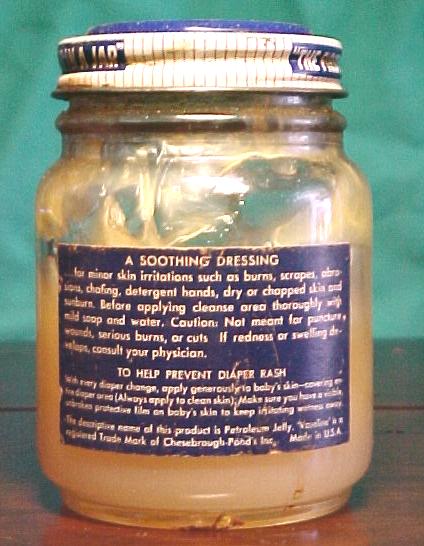 A JAR" "THE
A SOOTHING DRESSING
...for minor skin irritations such as burns, scrapes, abra-
sions, chafing, detergent hands, dry or chapped skin and
sunburn. Before applying cleanse area thoroughly with
mild soap and water. Caution: Not meant for puncture
wounds, serious burns, or cuts If redness or swelling de-
velops, consult your physician.
TO HELP PREVENT DIAPER RASH
With every diaper change, apply generously to baby's skin—covering en-
tire diaper area (Always apply to clean skin); Make sure you have a visible,
unbroken protective film on baby's skin to keep irritating wetness away.
The descriptive name of this product is Petroleum Jelly. 'Vaseline' is a
registered Trade Mark of Chesebrough-Pond's Inc. Made in U.S.A.